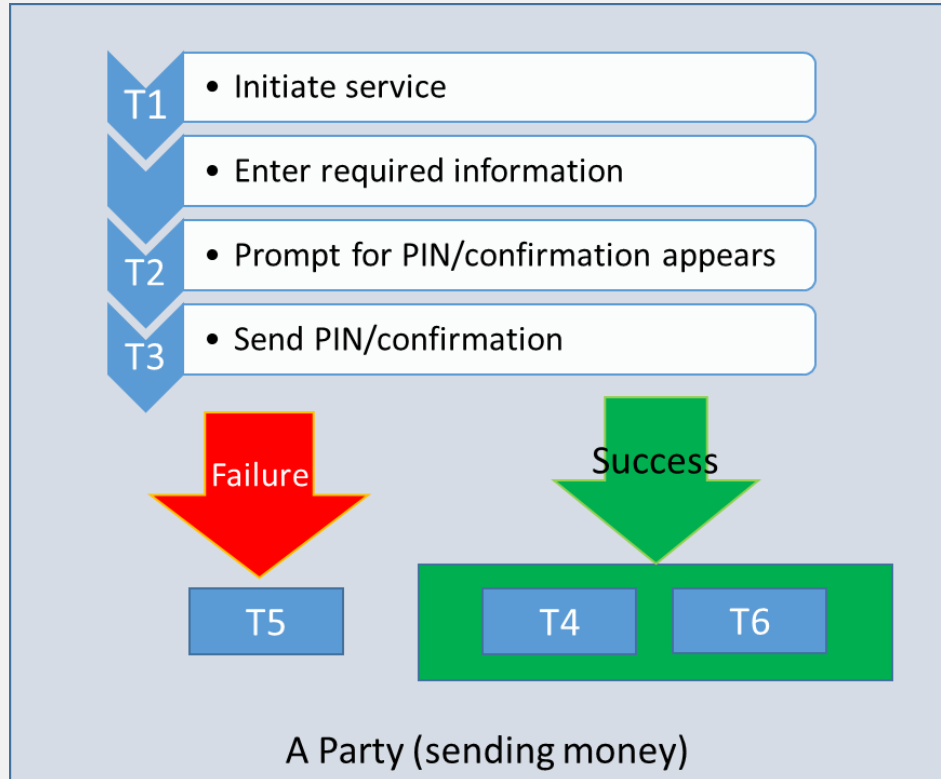 T1
• Initiate service
• Enter required information
T2
• Prompt for PIN/confirmation appears
T3
• Send PIN/confirmation
Failure
Success
T5
T4
T6
A Party (sending money)